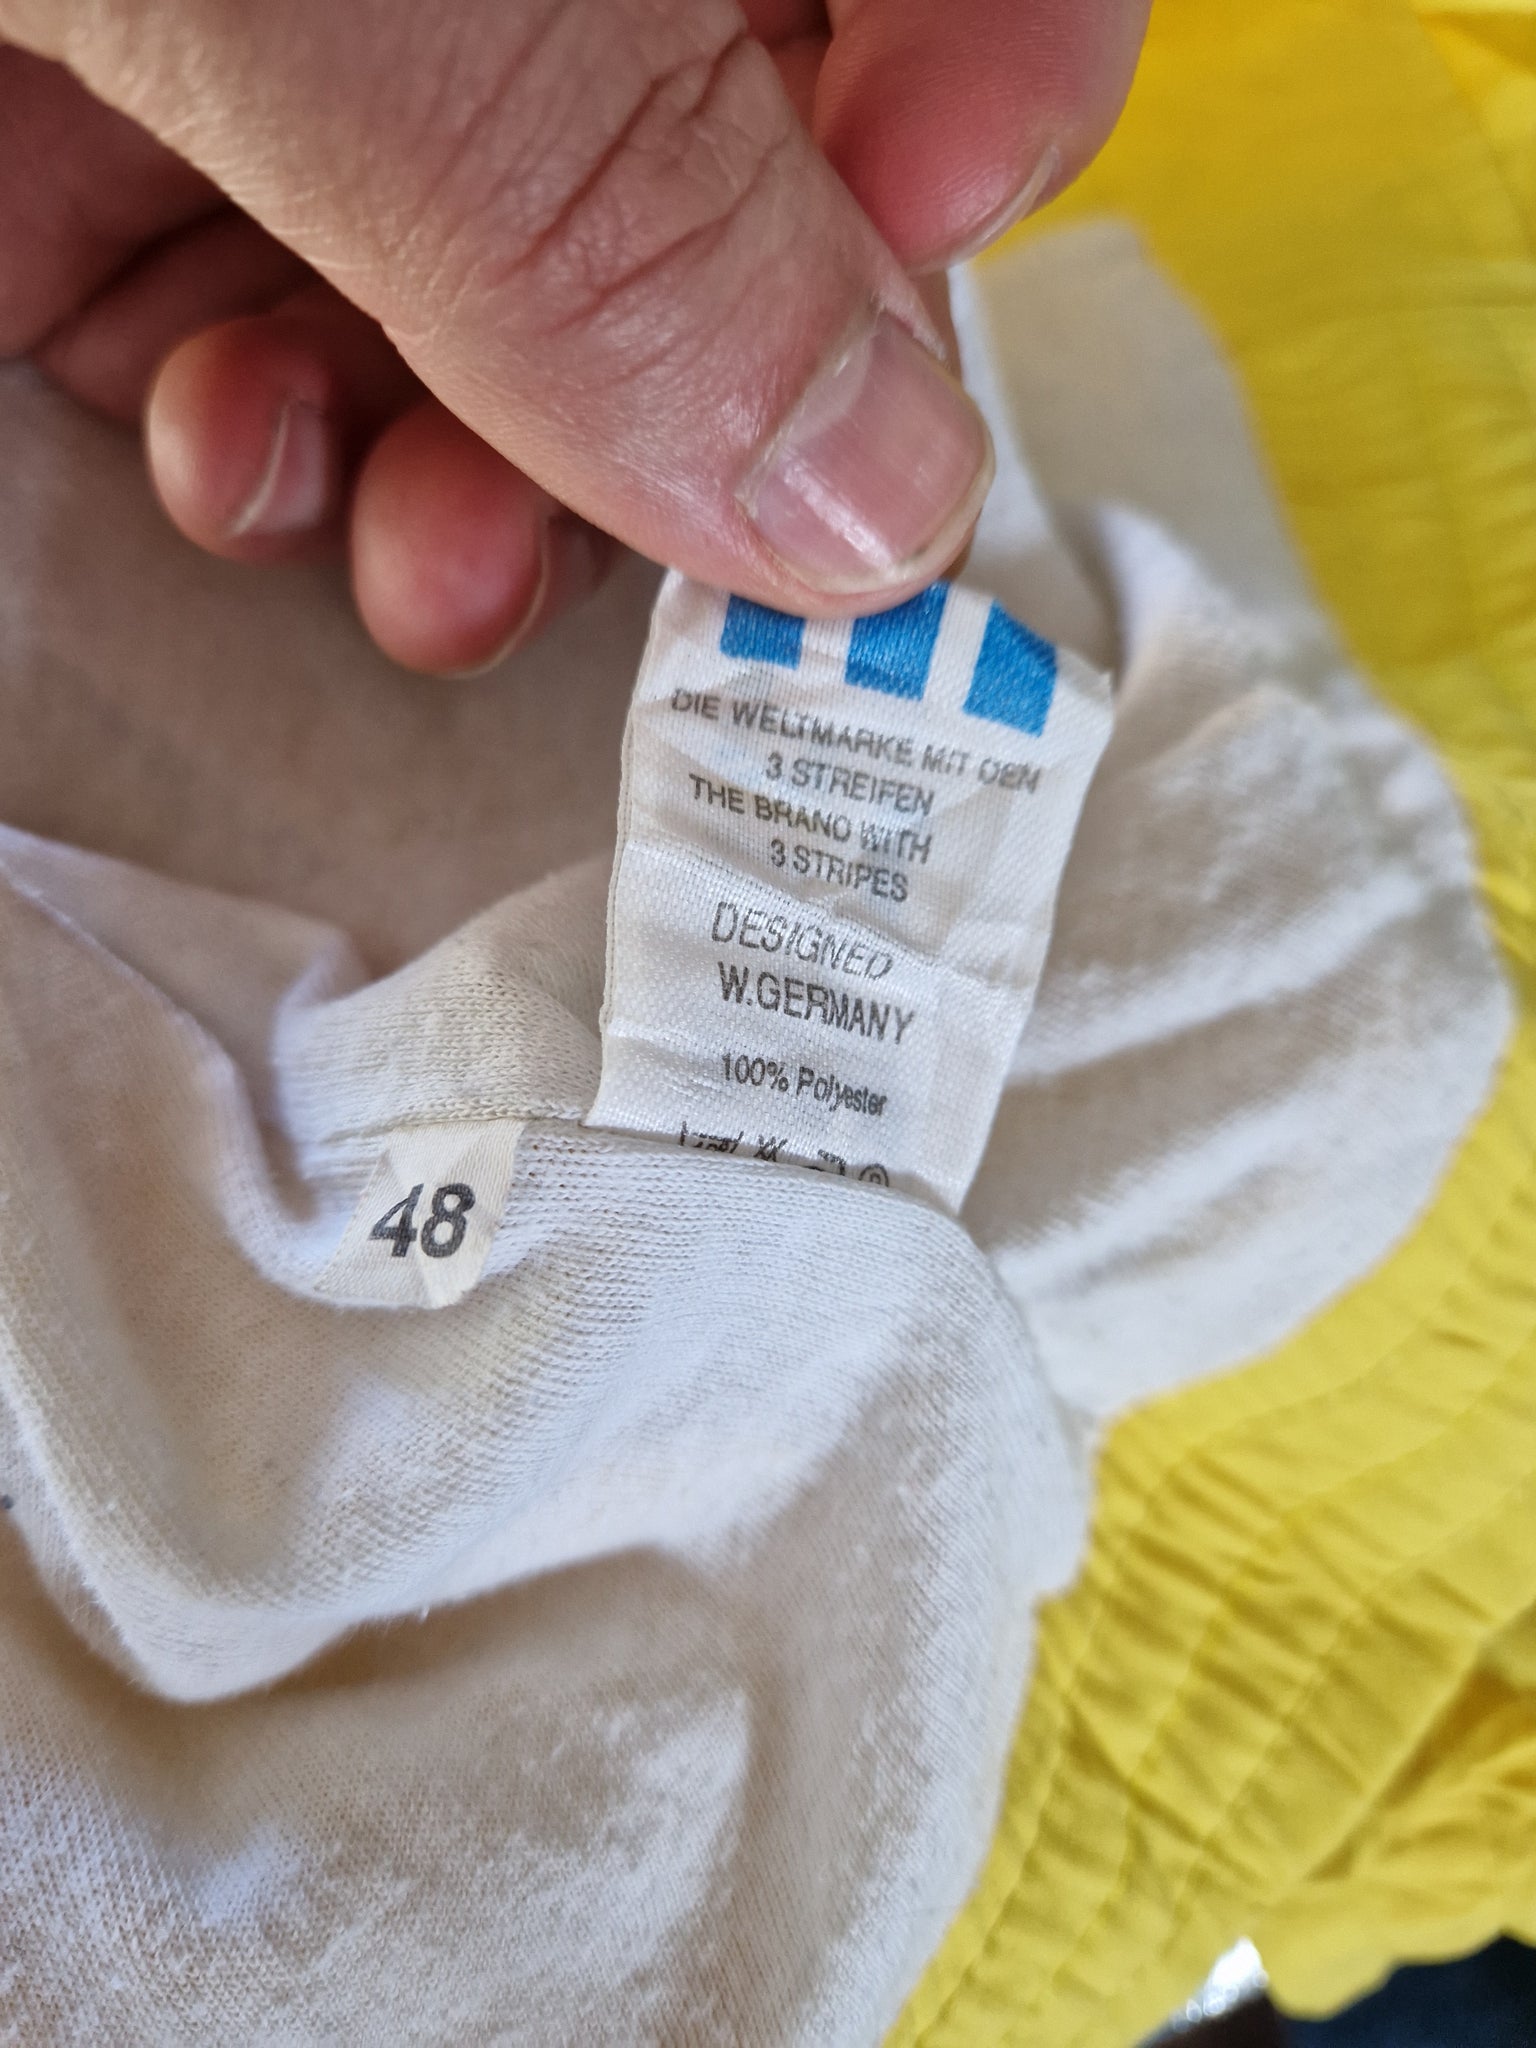 DIE WELTMARKE MIT DEN
3 STREIFEN
THE BRAND WITH
3 STRIPES
DESIGNED
W.GERMANY
100% Polyester
48